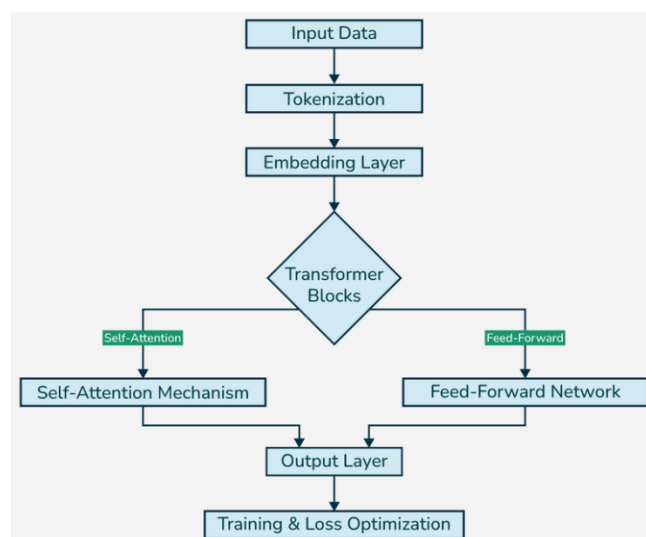 Input Data
Tokenization
Embedding Layer
Transformer
Blocks
Self-Attention
Feed-Forward
Self-Attention Mechanism
Feed-Forward Network
Output Layer
Training & Loss Optimization